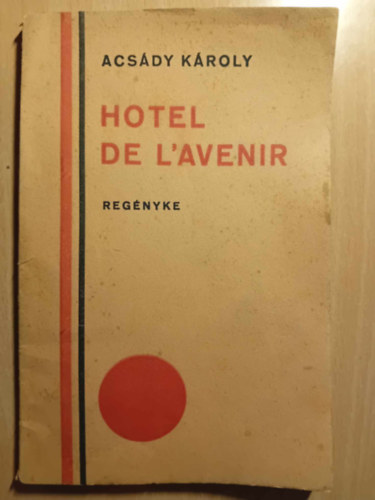 ACSÁDY KÁROLY
HOTEL
DE L'AVENIR
REGÉNYKE